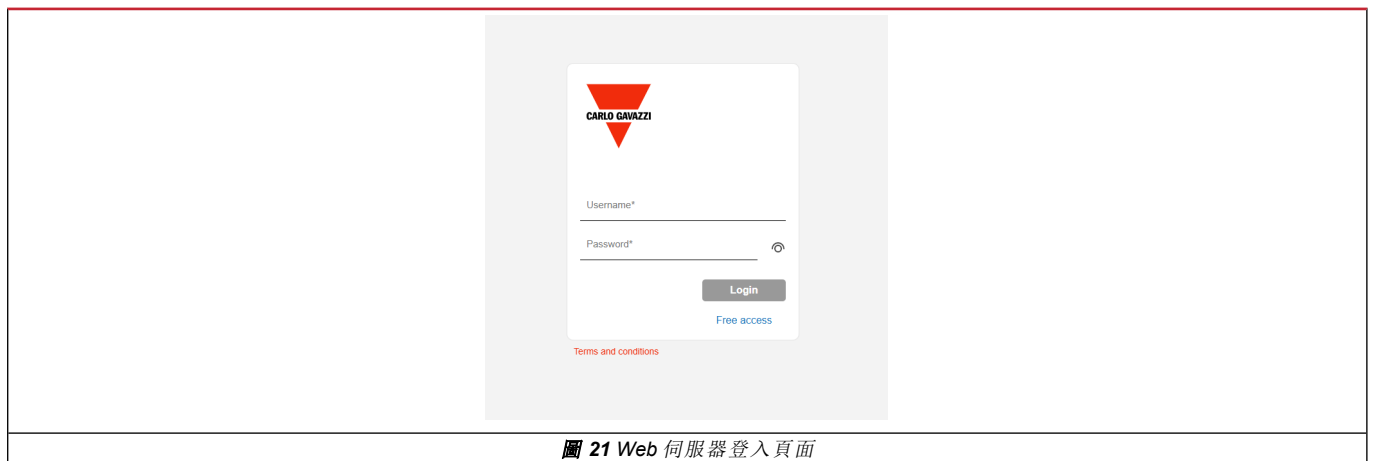 CARLO GAVAZZI
Username*
Password*
Login
Free access
Terms and conditions
圖 21 Web 伺服器登入頁面